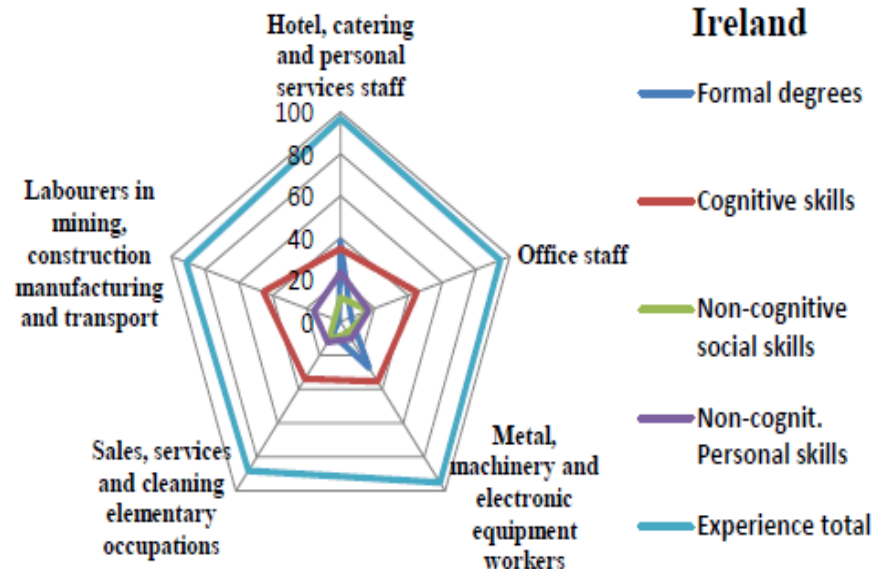 Ireland
Hotel, catering
and personal
services staff
100
80
60
40
20
0
Office staff
Metal,
machinery and
electronic
equipment
workers
Sales, services
and cleaning
elementary
occupations
Labourers in
mining,
construction
manufacturing
and transport
Formal degrees
Cognitive skills
Non-cognitive
social skills
Non-cognit.
Personal skills
Experience total